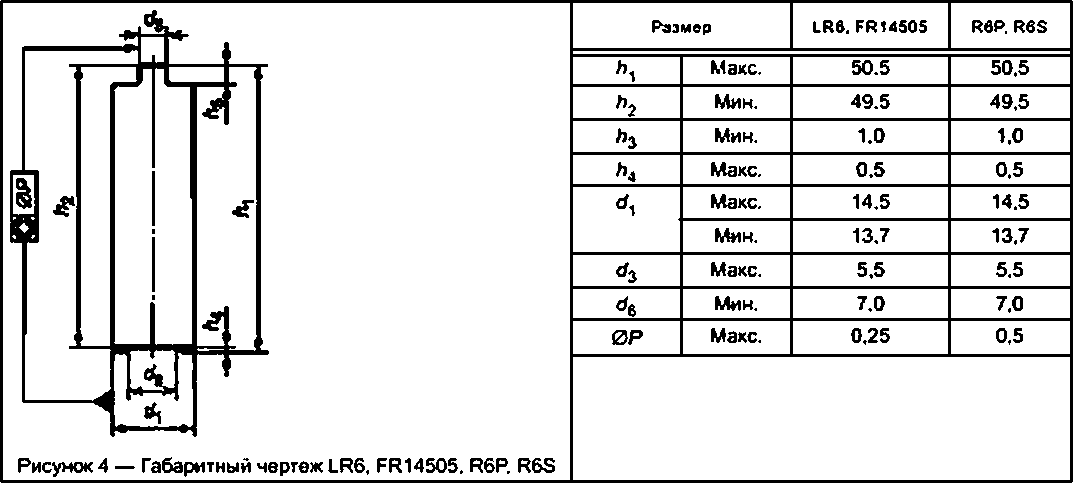 d3
h3
ØP
h2
h1
h4
d6
d1
Рисунок 4 — Габаритный чертеж LR6, FR14505, R6P, R6S
Размер LR6, FR14505 R6P, R6S
h1 Макс. 50.5 50,5
h2 Мин. 49.5 49,5
h3 Мин. 1,0 1,0
h4 Макс. 0,5 0,5
d1 Макс. 14.5 14,5
Мин. 13,7 13,7
d3 Макс. 5,5 5,5
d6 Мин. 7,0 7,0
ØP Макс. 0,25 0,5